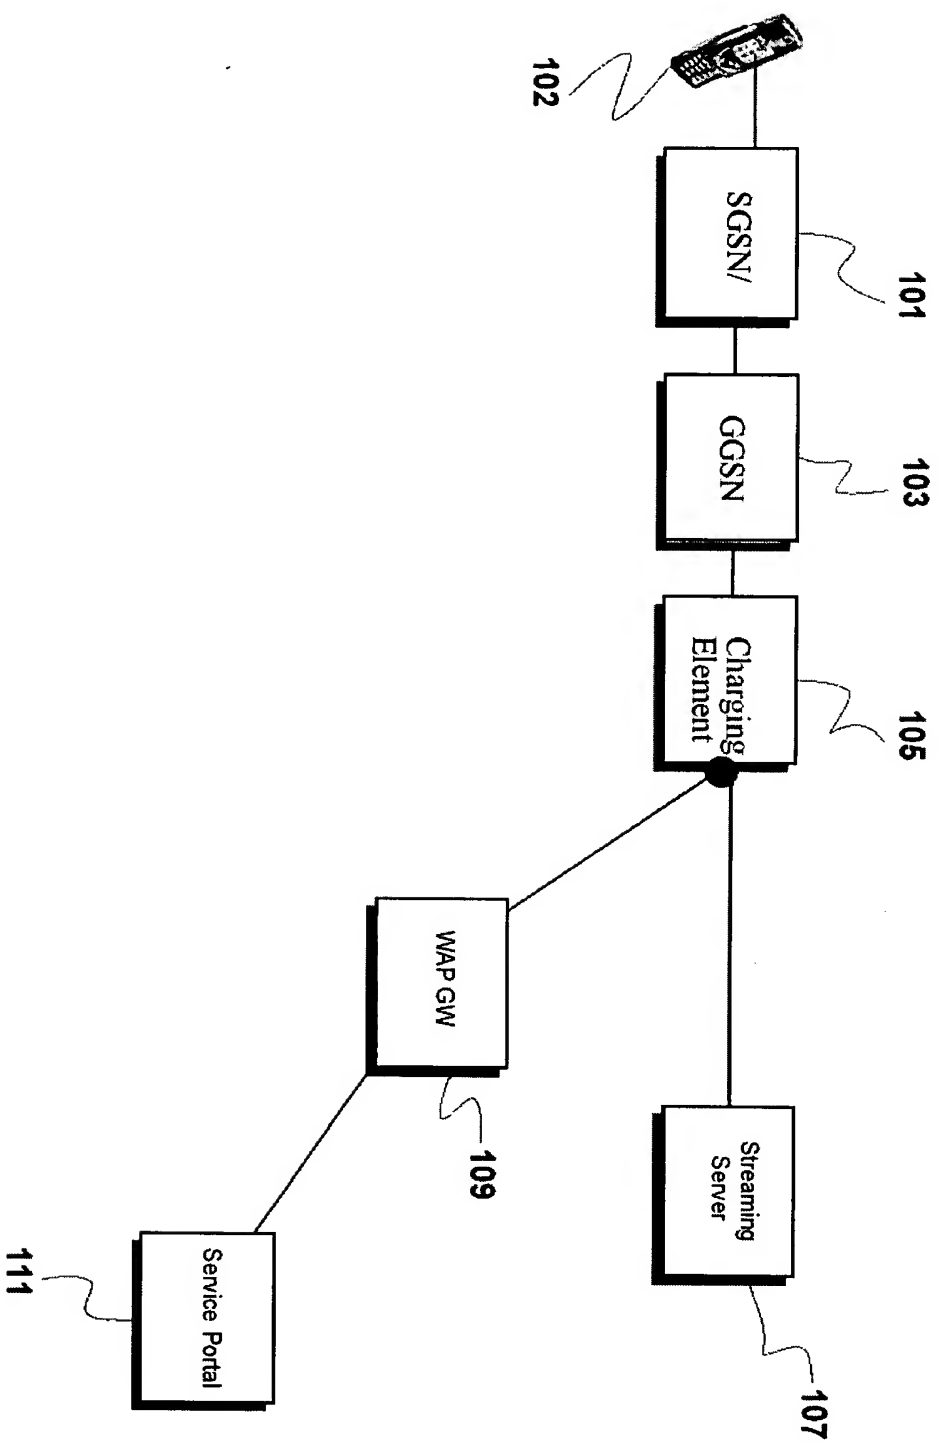 101
103
105
102
SGSN/
GGSN
Charging
Element
Streaming
Server
107
WAP GW
109
Service Portal
111